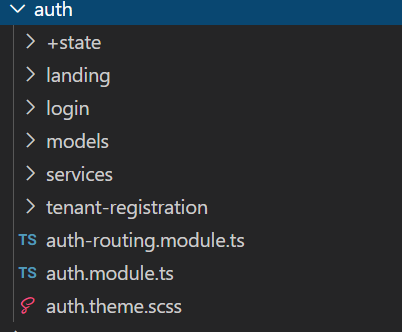 auth
+state
landing
login
models
services
tenant-registration
TS auth-routing.module.ts
TS auth.module.ts
auth.theme.scss